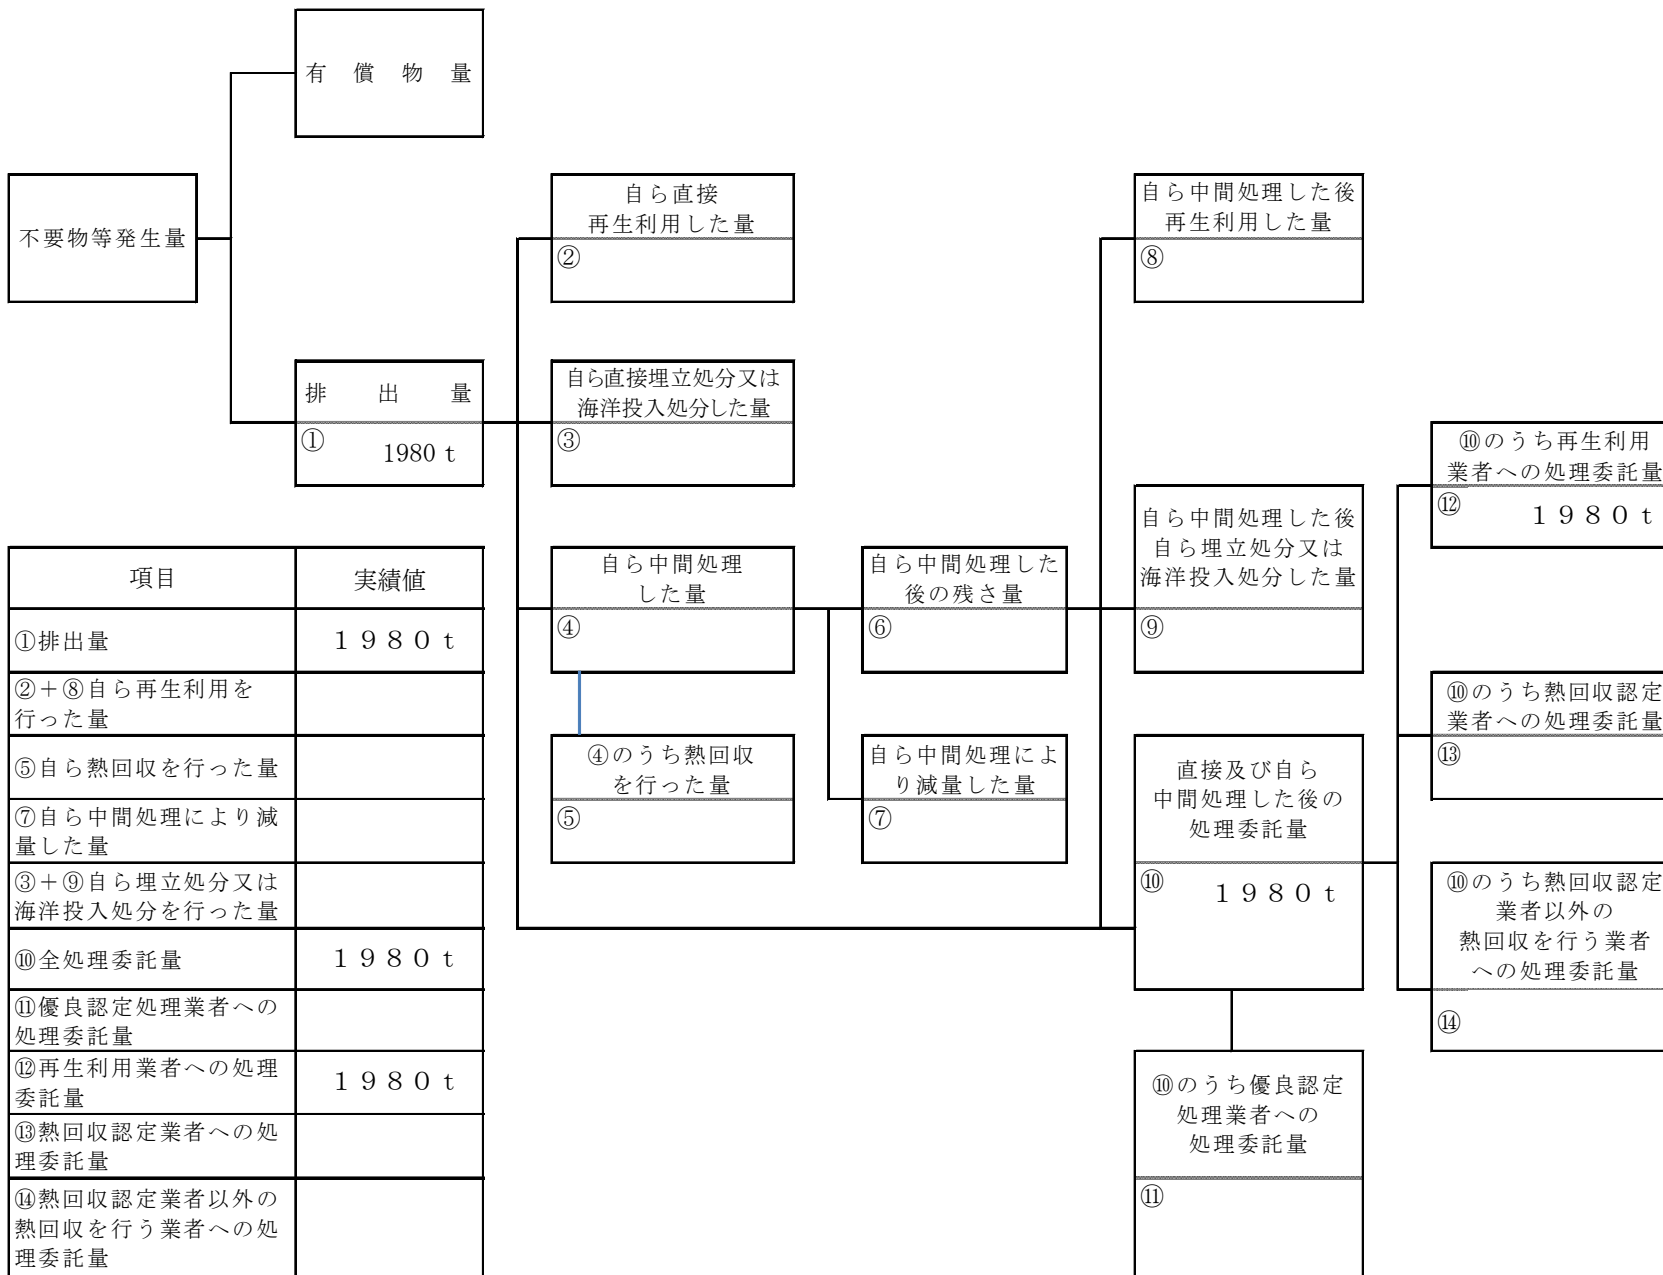 有償物量
不要物等発生量
自ら直接
再生利用した量
②
自ら中間処理した後
再生利用した量
⑧
排出量
①
1980 t
自ら直接埋立処分又は
海洋投入処分した量
③
⑩のうち再生利用
業者への処理委託量
⑫
1980t
自ら中間処理した後
自ら埋立処分又は
海洋投入処分した量
⑨
自ら中間処理
した量
④
自ら中間処理した
後の残さ量
⑥
⑩のうち熱回収認定
業者への処理委託量
⑬
④のうち熱回収
を行った量
⑤
自ら中間処理によ
り減量した量
⑦
直接及び自ら
中間処理した後の
処理委託量
⑩
1980t
⑩のうち熱回収認定
業者以外の
熱回収を行う業者
への処理委託量
⑭
⑩のうち優良認定
処理業者への
処理委託量
⑪
項目 実績値
①排出量 1980t
②＋⑧自ら再生利用を
行った量
⑤自ら熱回収を行った量
⑦自ら中間処理により減
量した量
③＋⑨自ら埋立処分又は
海洋投入処分を行った量
⑩全処理委託量 1980t
⑪優良認定処理業者への
処理委託量
⑫再生利用業者への処理
委託量 1980t
⑬熱回収認定業者への処
理委託量
⑭熱回収認定業者以外の
熱回収を行う業者への処
理委託量